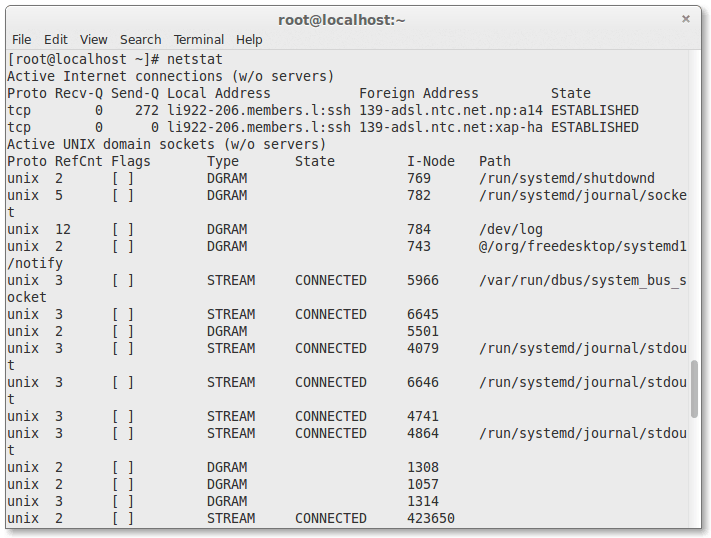 root@localhost:~
×
File Edit View Search Terminal Help
[root@localhost ~]# netstat
Active Internet connections (w/o servers)
Proto Recv-Q Send-Q Local Address           Foreign Address         State
tcp        0    272 li922-206.members.l:ssh 139-adsl.ntc.net.np:a14 ESTABLISHED
tcp        0      0 li922-206.members.l:ssh 139-adsl.ntc.net:xap-ha ESTABLISHED
Active UNIX domain sockets (w/o servers)
Proto RefCnt Flags       Type       State         I-Node   Path
unix  2      [ ]         DGRAM                    769      /run/systemd/shutdownd
unix  5      [ ]         DGRAM                    782      /run/systemd/journal/socke
t
unix  12     [ ]         DGRAM                    784      /dev/log
unix  2      [ ]         DGRAM                    743      @/org/freedesktop/systemd1
/notify
unix  3      [ ]         STREAM     CONNECTED     5966     /var/run/dbus/system_bus_s
ocket
unix  3      [ ]         STREAM     CONNECTED     6645
unix  2      [ ]         DGRAM                    5501
unix  3      [ ]         STREAM     CONNECTED     4079     /run/systemd/journal/stdou
t
unix  3      [ ]         STREAM     CONNECTED     6646     /run/systemd/journal/stdou
t
unix  3      [ ]         STREAM     CONNECTED     4741
unix  3      [ ]         STREAM     CONNECTED     4864     /run/systemd/journal/stdou
t
unix  2      [ ]         DGRAM                    1308
unix  2      [ ]         DGRAM                    1057
unix  3      [ ]         DGRAM                    1314
unix  2      [ ]         STREAM     CONNECTED     423650